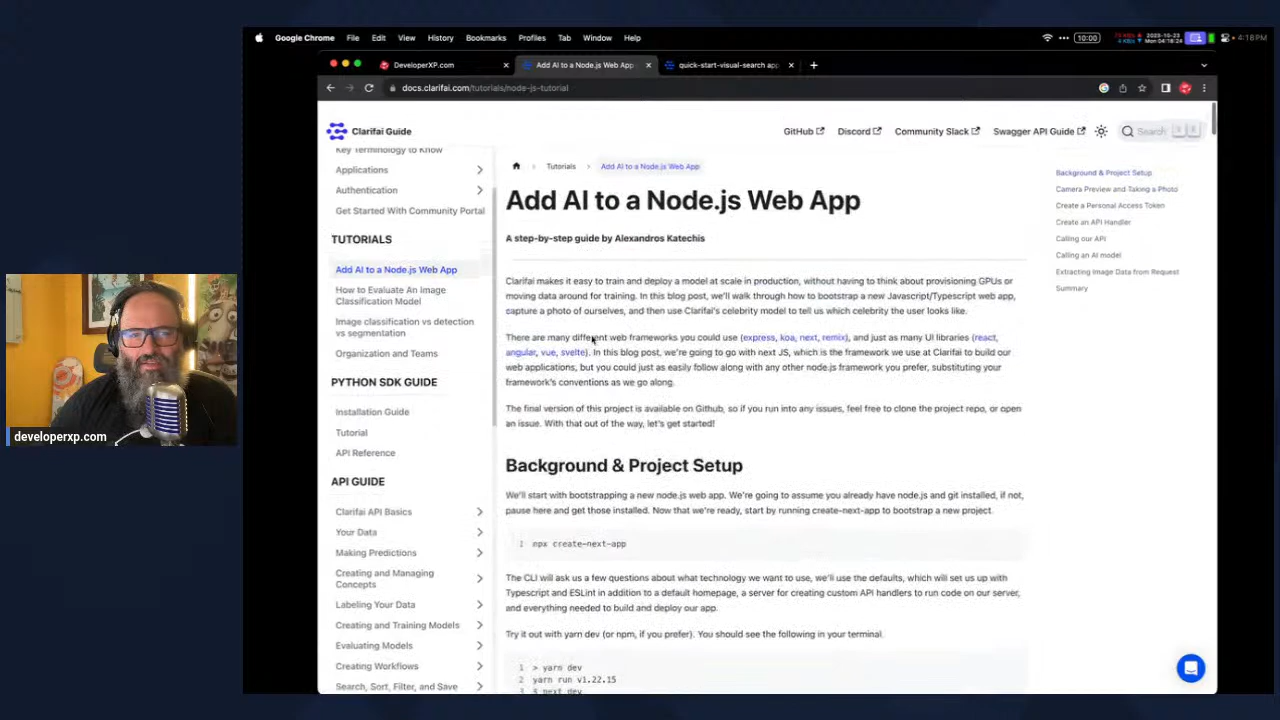 Google Chrome File Edit View History Bookmarks Profiles Tab Window Help
10:00
2023-10-23
Mon 04:18:24
4:18PM
DeveloperXP.com
Add AI to a Node.js Web App
quick-start-visual-search app
docs.clarifai.com/tutorials/node-js-tutorial
Clarifai Guide
GitHub
Discord
Community Slack
Swagger API Guide
Search
Key Terminology to Know
Applications
Authentication
Get Started With Community Portal
TUTORIALS
Add AI to a Node.js Web App
How to Evaluate An Image
Classification Model
Image classification vs detection
vs segmentation
Organization and Teams
PYTHON SDK GUIDE
Installation Guide
Tutorial
API Reference
API GUIDE
Clarifai API Basics
Your Data
Making Predictions
Creating and Managing
Concepts
Labeling Your Data
Creating and Training Models
Evaluating Models
Creating Workflows
Search, Sort, Filter, and Save
Tutorials
Add AI to a Node.js Web App
Add AI to a Node.js Web App
A step-by-step guide by Alexandros Katechis
Clarifai makes it easy to train and deploy a model at scale in production, without having to think about provisioning GPUs or
moving data around for training. In this blog post, we'll walk through how to bootstrap a new Javascript/Typescript web app,
capture a photo of ourselves, and then use Clarifai's celebrity model to tell us which celebrity the user looks like.
There are many different web frameworks you could use (express, koa, next, remix), and just as many UI libraries (react,
angular, vue, svelte). In this blog post, we're going to go with next JS, which is the framework we use at Clarifai to build our
web applications, but you could just as easily follow along with any other node.js framework you prefer, substituting your
framework's conventions as we go along.
The final version of this project is available on Github, so if you run into any issues, feel free to clone the project repo, or open
an issue. With that out of the way, let's get started!
Background & Project Setup
We'll start with bootstrapping a new node.js web app. We're going to assume you already have node.js and git installed, if not,
pause here and get those installed. Now that we're ready, start by running create-next-app to bootstrap a new project.
1 npx create-next-app
The CLI will ask us a few questions about what technology we want to use, we'll use the defaults, which will set us up with
Typescript and ESLint in addition to a default homepage, a server for creating custom API handlers to run code on our server,
and everything needed to build and deploy our app.
Try it out with yarn dev (or npm, if you prefer). You should see the following in your terminal.
1 > yarn dev
2 yarn run v1.22.15
3 $ next dev
Background & Project Setup
Camera Preview and Taking a Photo
Create a Personal Access Token
Create an API Handler
Calling our API
Calling an AI model
Extracting Image Data from Request
Summary
developerxp.com